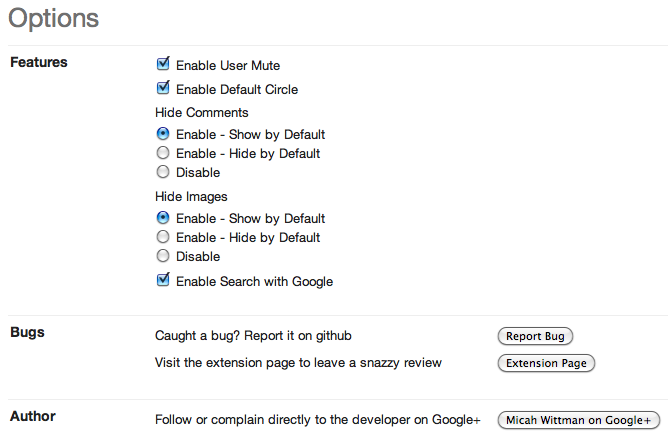 Options
Features
Enable User Mute
Enable Default Circle
Hide Comments
Enable - Show by Default
Enable - Hide by Default
Disable
Hide Images
Enable - Show by Default
Enable - Hide by Default
Disable
Enable Search with Google
Bugs
Caught a bug? Report it on github Report Bug
Visit the extension page to leave a snazzy review Extension Page
Author
Follow or complain directly to the developer on Google+ Micah Wittman on Google+